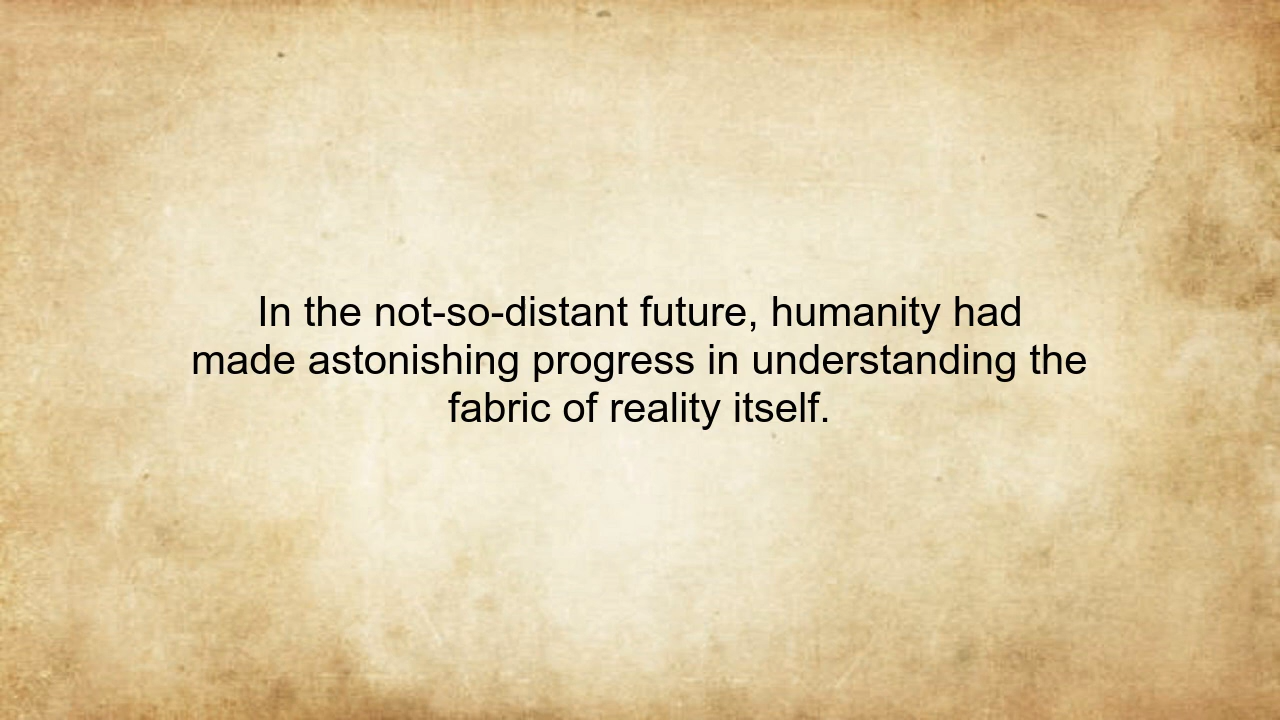 In the not-so-distant future, humanity had
made astonishing progress in understanding the
fabric of reality itself.